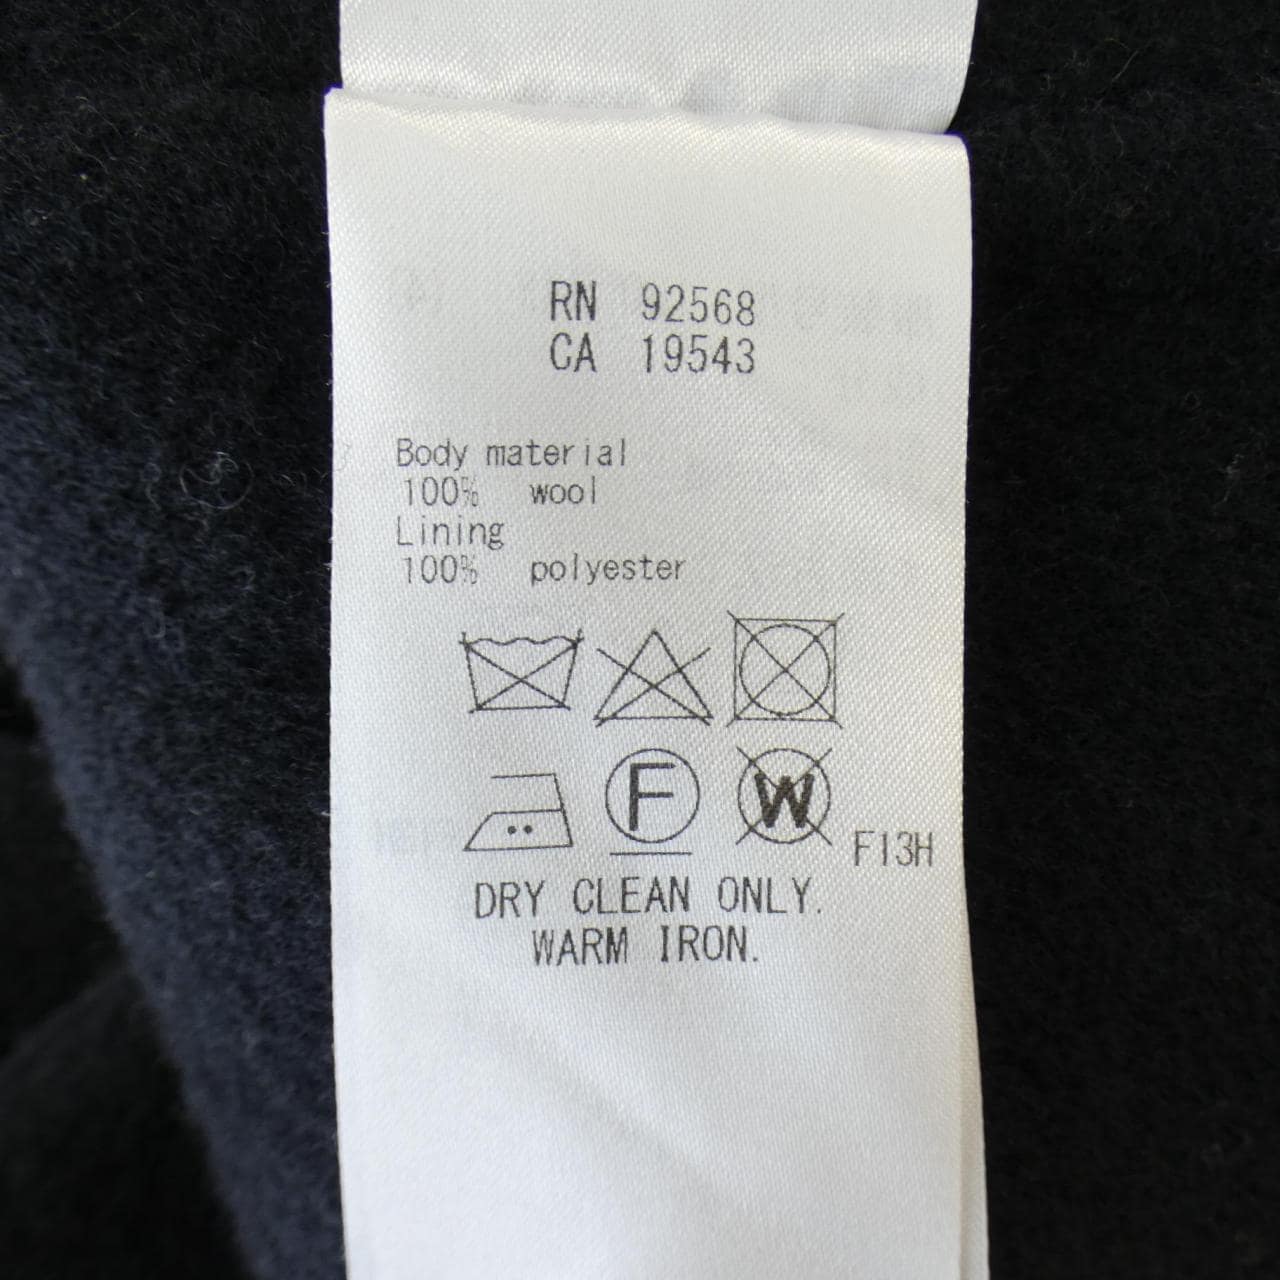 RN 92568
CA 19543
Body material
100% wool
Lining
100% polyester
F W F13H
DRY CLEAN ONLY.
WARM IRON.